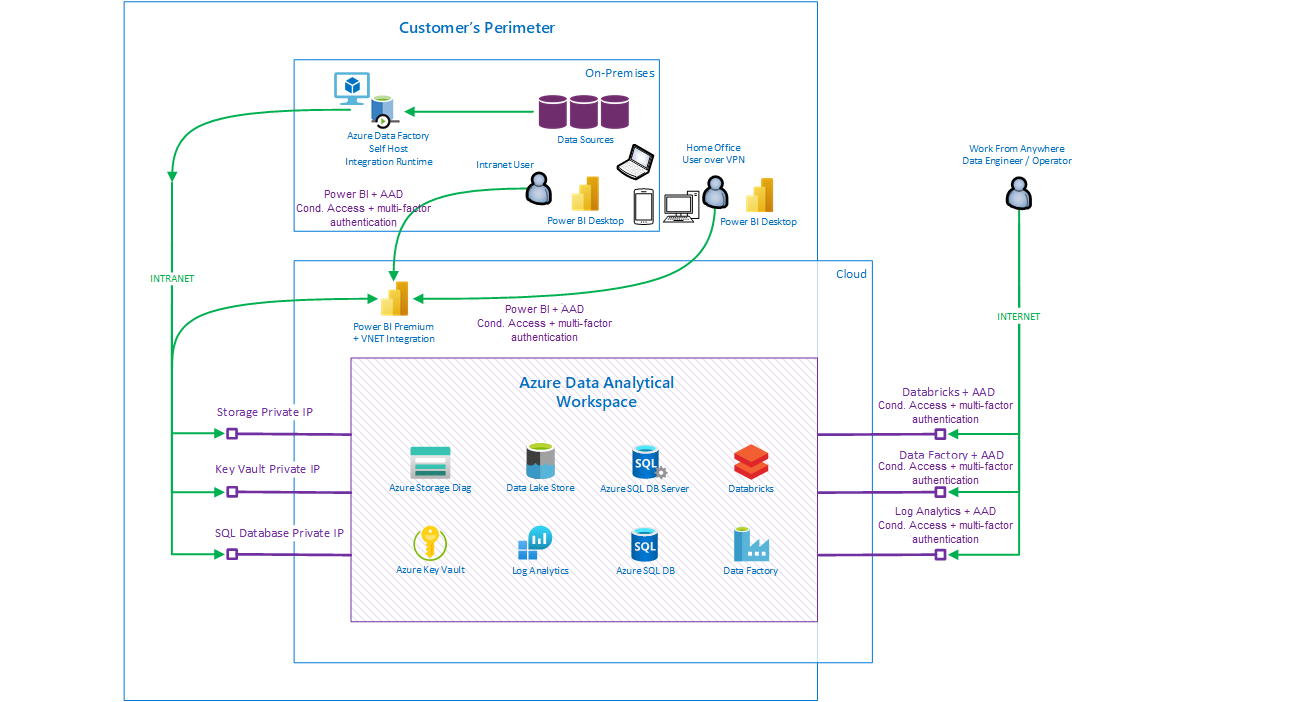 Customer's Perimeter
On-Premises
Azure Data Factory
Self Host
Integration Runtime
Data Sources
Intranet User
Home Office
User over VPN
Work From Anywhere
Data Engineer / Operator
Power BI + AAD
Cond. Access + multi-factor
authentication
Power BI Desktop
Power BI Desktop
INTRANET
Cloud
Power BI Premium
+ VNET Integration
Power BI + AAD
Cond. Access + multi-factor
authentication
INTERNET
Azure Data Analytical
Workspace
Storage Private IP
Key Vault Private IP
SQL Database Private IP
Databricks + AAD
Cond. Access + multi-factor
authentication
Data Factory + AAD
Cond. Access + multi-factor
authentication
Log Analytics + AAD
Cond. Access + multi-factor
authentication
Azure Storage Diag
Data Lake Store
SQL
Azure SQL DB Server
Databricks
Azure Key Vault
Log Analytics
SQL
Azure SQL DB
Data Factory